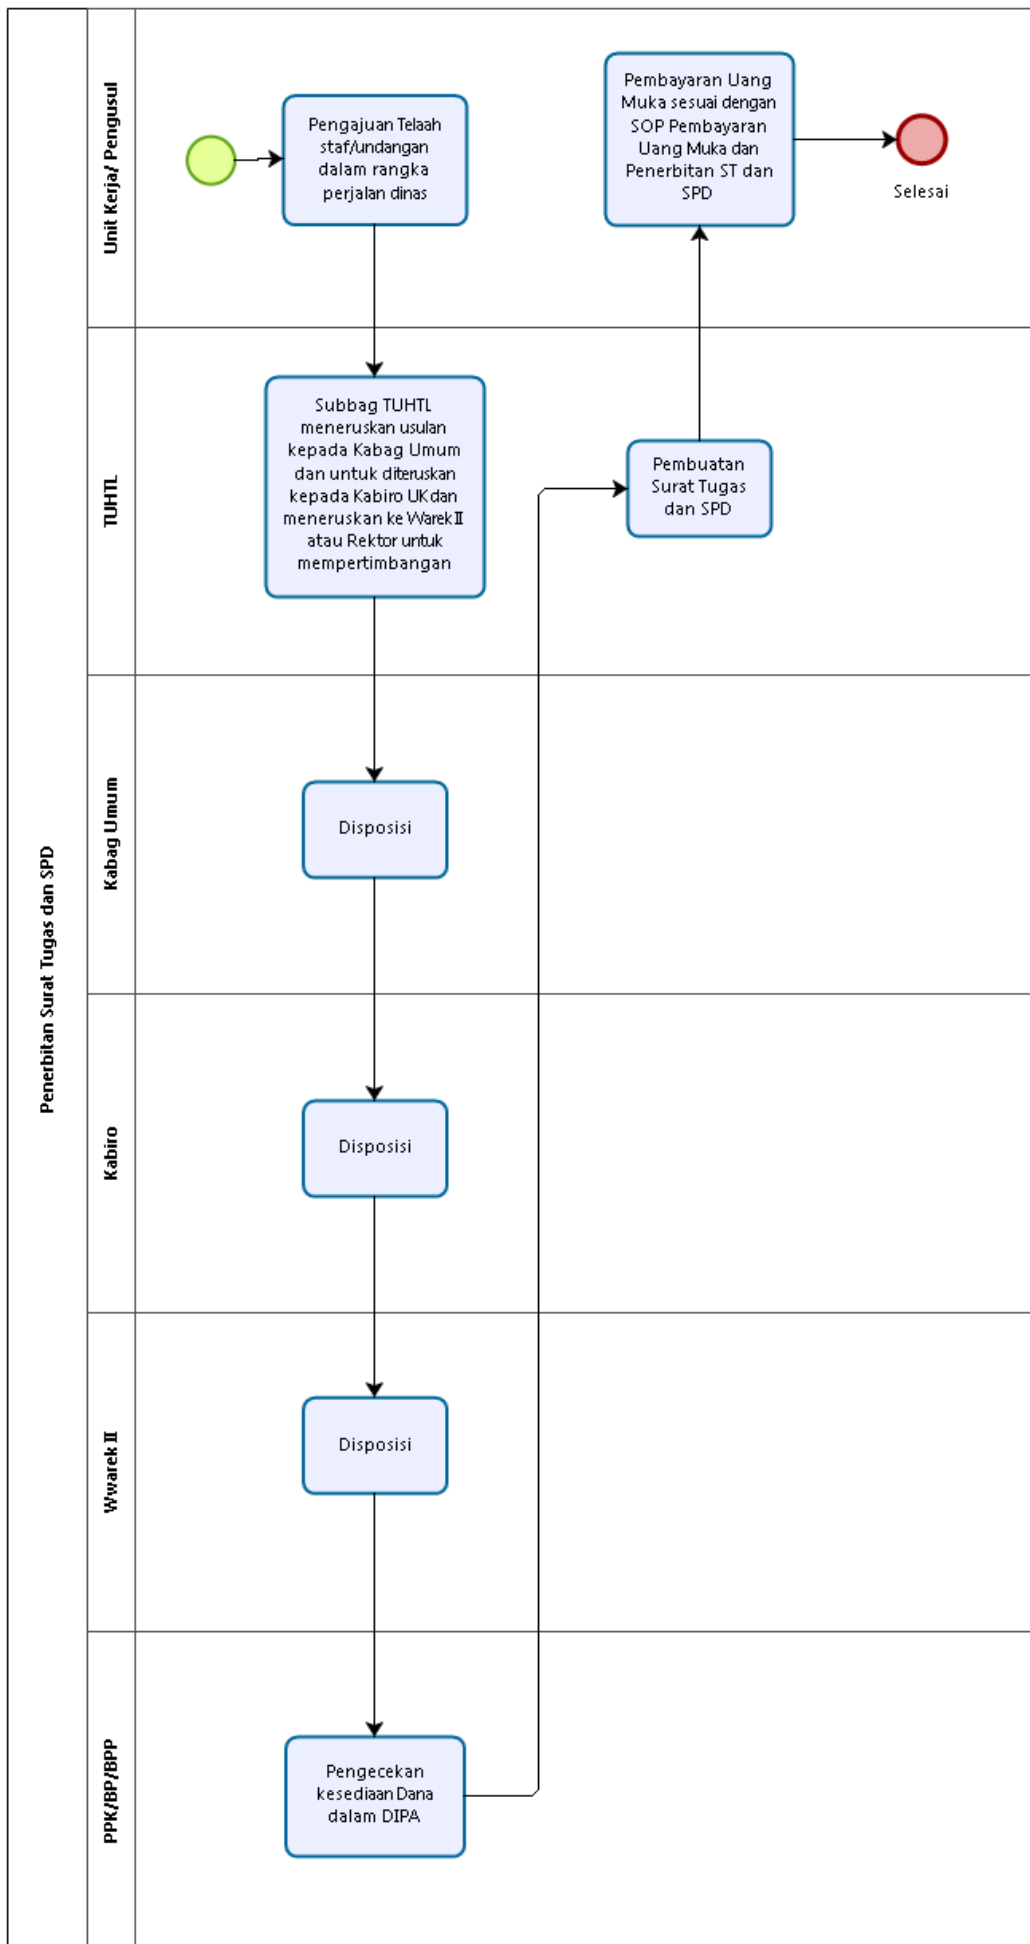 Penerbitan Surat Tugas dan SPD
Unit Kerja/ Pengusul
Pengajuan Telaah
staf/undangan
dalam rangka
perjalan dinas
Pembayaran Uang
Muka sesuai dengan
SOP Pembayaran
Uang Muka dan
Penerbitan ST dan
SPD
Selesai
TUHTL
Subbag TUHTL
meneruskan usulan
kepada Kabag Umum
dan untuk diteruskan
kepada Kabiro UK dan
meneruskan ke Warek II
atau Rektor untuk
mempertimbangan
Pembuatan
Surat Tugas
dan SPD
Kabag Umum
Disposisi
Kabiro
Disposisi
Wwarek II
Disposisi
PPK/BP/BPP
Pengecekan
kesediaan Dana
dalam DIPA